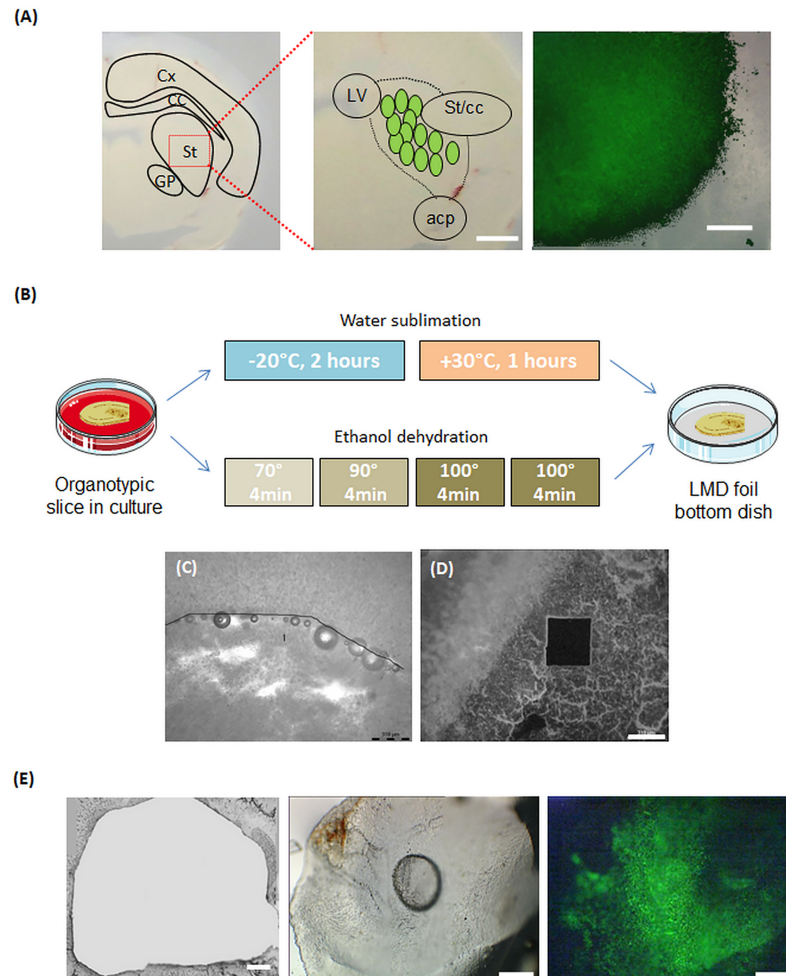 (A)
Cx
CC
St
GP
LV
St/cc
acp
(B)
Water sublimation
-20°C, 2 hours
+30°C, 1 hours
Ethanol dehydration
70°
4min
90°
4min
100°
4min
100°
4min
Organotypic
slice in culture
LMD foil
bottom dish
(C)
1
(D)
(E)